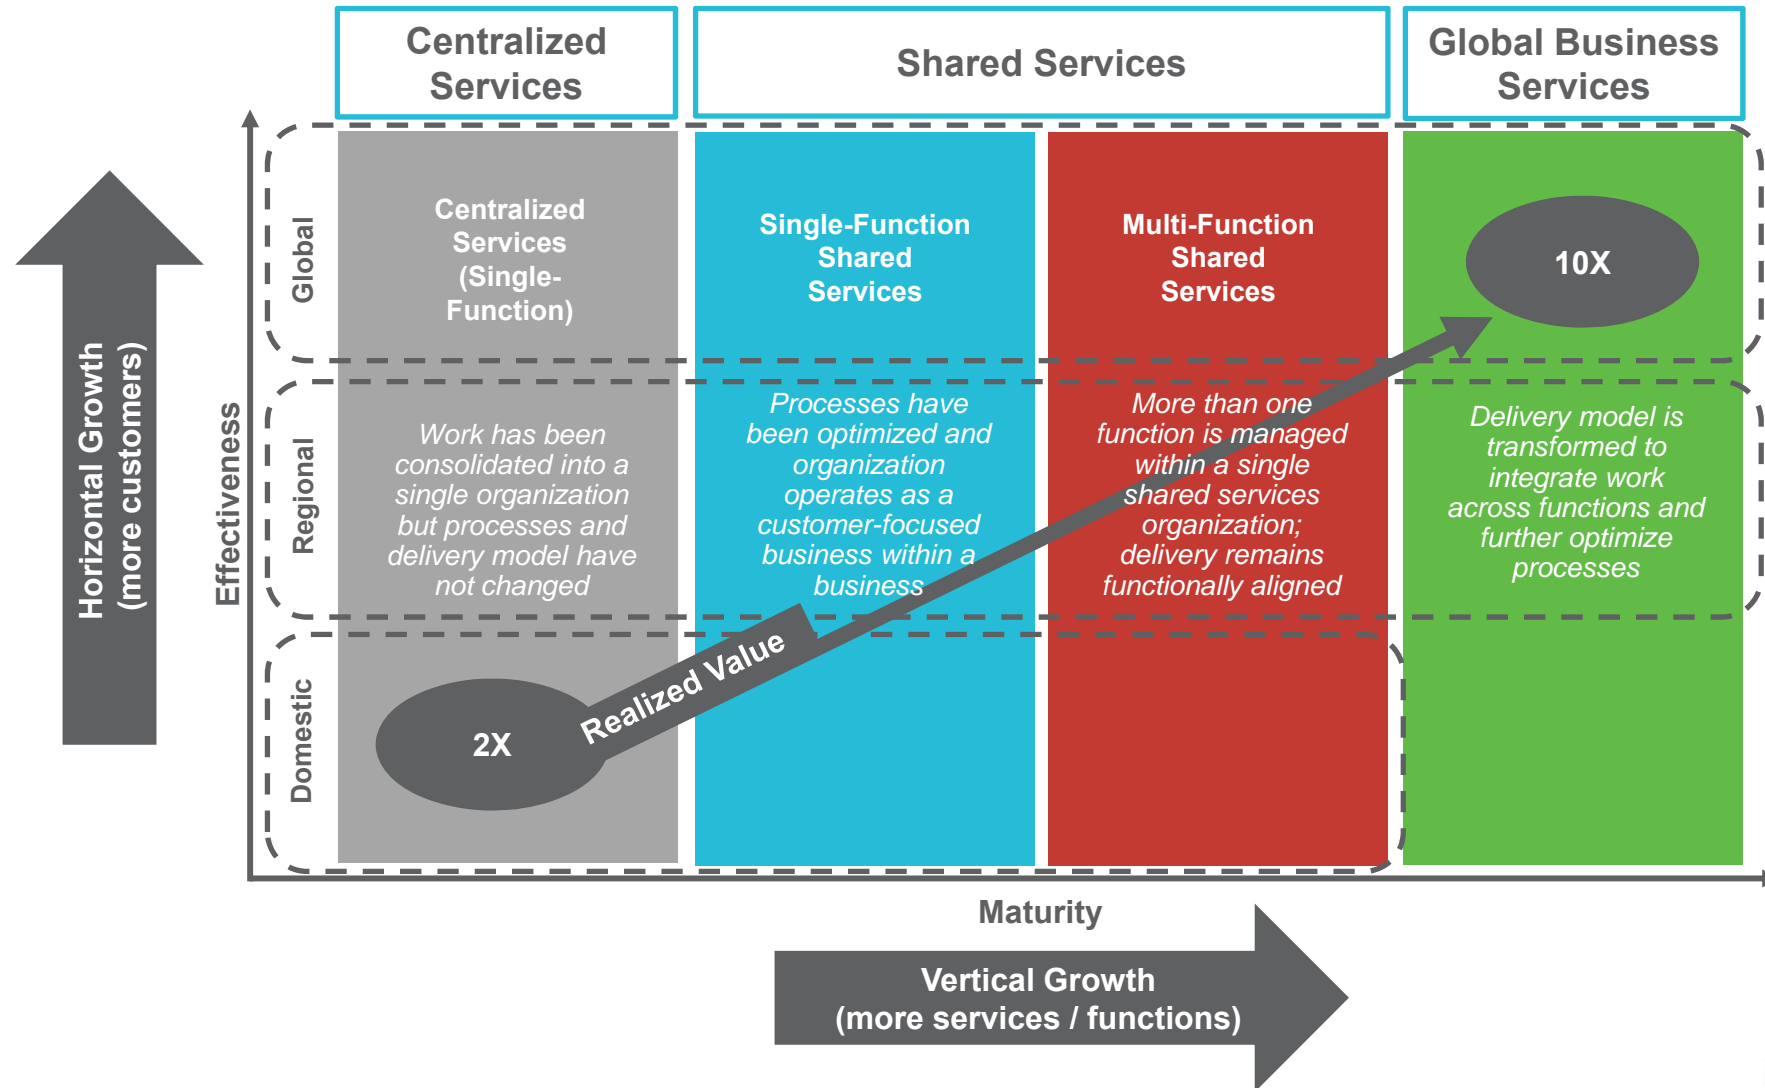 Centralized
Services
Shared Services
Global Business
Services
Horizontal Growth
(more customers)
Effectiveness
Global
Regional
Domestic
Centralized
Services
(Single-
Function)
Single-Function
Shared
Services
Multi-Function
Shared
Services
10X
Work has been
consolidated into a
single organization
but processes and
delivery model have
not changed
Processes have
been optimized and
organization
operates as a
customer-focused
business within a
business
More than one
function is managed
within a single
shared services
organization;
delivery remains
functionally aligned
Delivery model is
transformed to
integrate work
across functions and
further optimize
processes
2X
Realized Value
Maturity
Vertical Growth
(more services / functions)